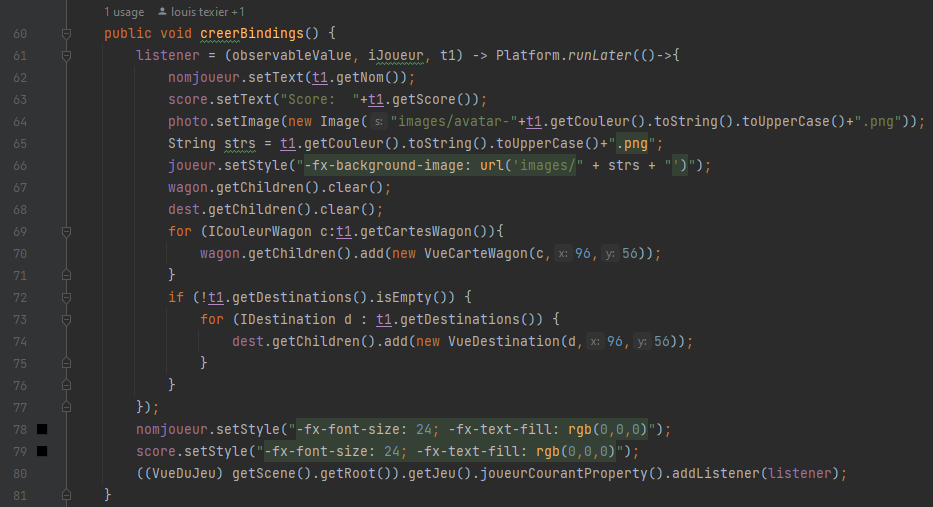 1 usage louis texier +1
60 public void creerBindings() {
61 listener = (observableValue, iJoueur, t1) -> Platform.runLater(()->{
62 nomjoueur.setText(t1.getNom());
63 score.setText("Score:  "+t1.getScore());
64 photo.setImage(new Image( s: "images/avatar-"+t1.getCouleur().toString().toUpperCase()+".png"));
65 String strs = t1.getCouleur().toString().toUpperCase()+".png";
66 joueur.setStyle("-fx-background-image: url('images/" + strs + "')");
67 wagon.getChildren().clear();
68 dest.getChildren().clear();
69 for (ICouleurWagon c:t1.getCartesWagon()){
70 wagon.getChildren().add(new VueCarteWagon(c, x: 96, y: 56));
71 }
72 if (!t1.getDestinations().isEmpty()) {
73 for (IDestination d : t1.getDestinations()) {
74 dest.getChildren().add(new VueDestination(d, x: 96, y: 56));
75 }
76 }
77 });
78 nomjoueur.setStyle("-fx-font-size: 24; -fx-text-fill: rgb(0,0,0)");
79 score.setStyle("-fx-font-size: 24; -fx-text-fill: rgb(0,0,0)");
80 ((VueDuJeu) getScene().getRoot()).getJeu().joueurCourantProperty().addListener(listener);
81 }